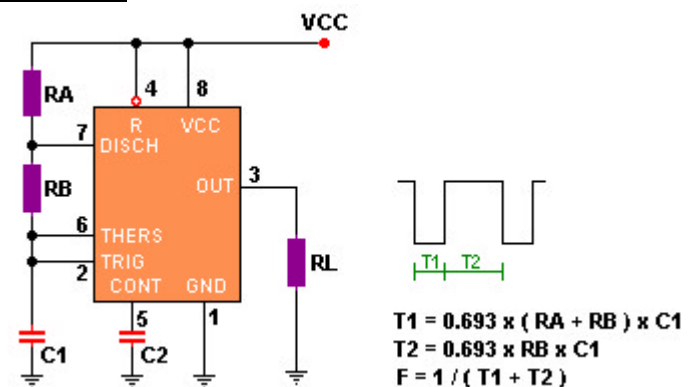 VCC
4
8
RA
R
VCC
7
DISCH
3
OUT
RB
6
THERS
TRIG
2
RL
CONT
GND
5
1
C1
C2
T1
T2
T1 = 0.693 x ( RA + RB ) x C1
T2 = 0.693 x RB x C1
F = 1 / ( T1 + T2 )